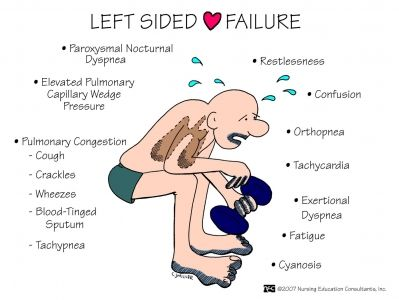 LEFT SIDED FAILURE
• Paroxysmal Nocturnal
Dyspnea
• Elevated Pulmonary
Capillary Wedge
Pressure
• Pulmonary Congestion
- Cough
- Crackles
- Wheezes
- Blood-Tinged
Sputum
- Tachypnea
• Restlessness
• Confusion
• Orthopnea
• Tachycardia
• Exertional
Dyspnea
• Fatigue
• Cyanosis
©2007 Nursing Education Consultants, Inc.